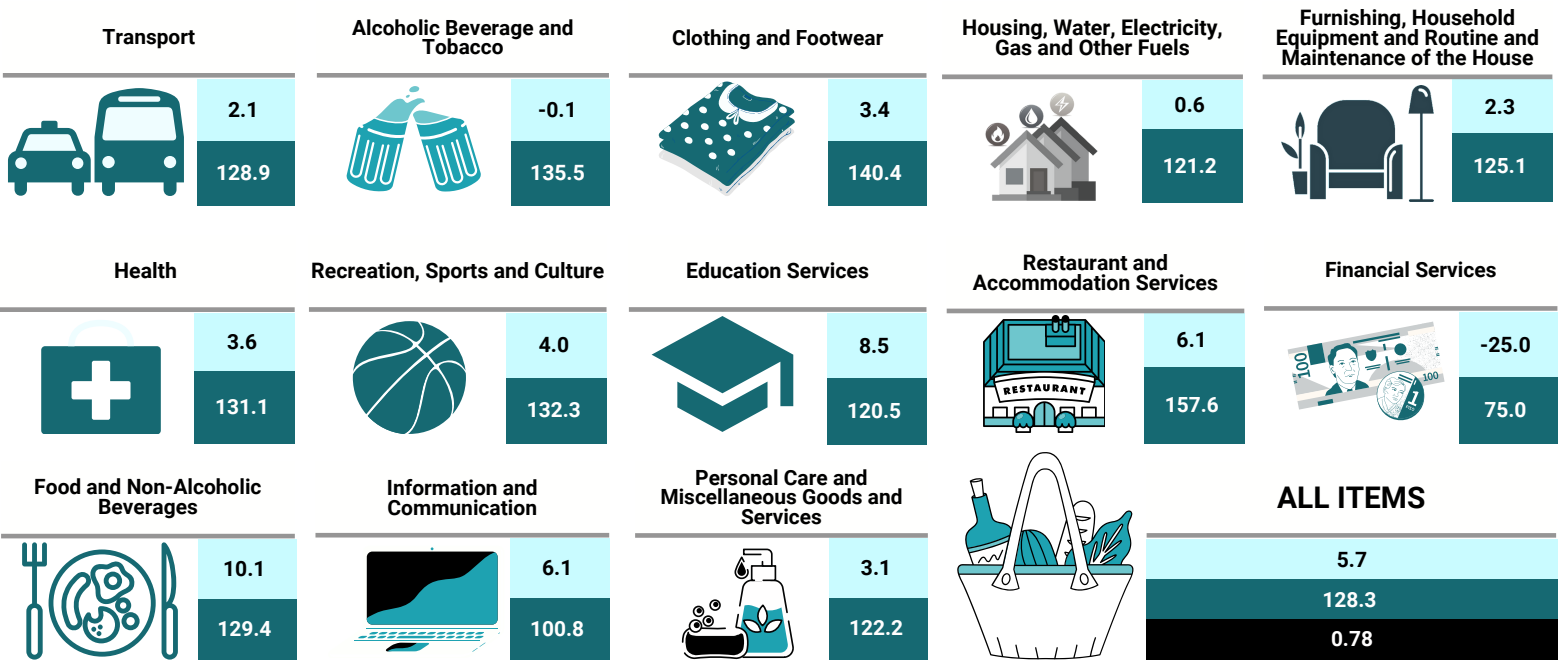 Transport
2.1
128.9
Alcoholic Beverage and
Tobacco
-0.1
135.5
Clothing and Footwear
3.4
140.4
Housing, Water, Electricity,
Gas and Other Fuels
0.6
121.2
Furnishing, Household
Equipment and Routine and
Maintenance of the House
2.3
125.1
Health
3.6
131.1
Recreation, Sports and Culture
4.0
132.3
Education Services
8.5
120.5
Restaurant and
Accommodation Services
RESTAURANT
6.1
157.6
Financial Services
100
100
1
-25.0
75.0
Food and Non-Alcoholic
Beverages
10.1
129.4
Information and
Communication
6.1
100.8
Personal Care and
Miscellaneous Goods and
Services
3.1
122.2
ALL ITEMS
5.7
128.3
0.78